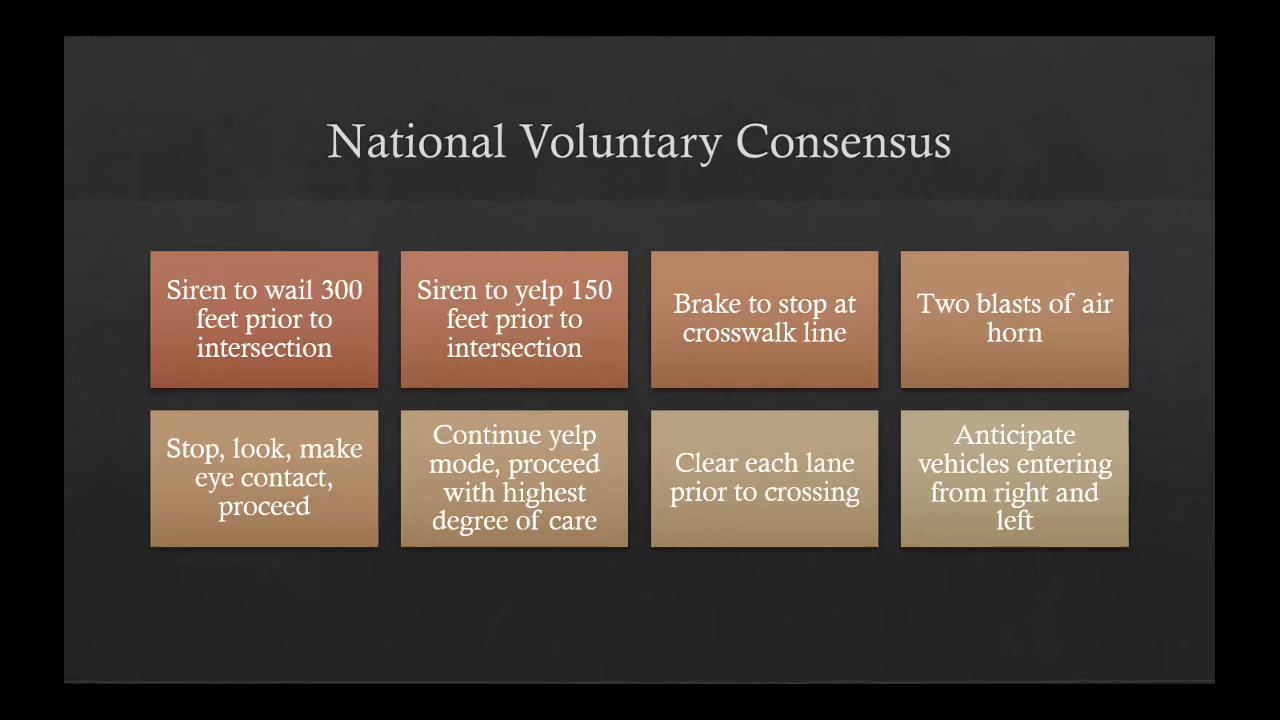 National Voluntary Consensus
Siren to wail 300
feet prior to
intersection
Siren to yelp 150
feet prior to
intersection
Brake to stop at
crosswalk line
Two blasts of air
horn
Stop, look, make
eye contact,
proceed
Continue yelp
mode, proceed
with highest
degree of care
Clear each lane
prior to crossing
Anticipate
vehicles entering
from right and
left